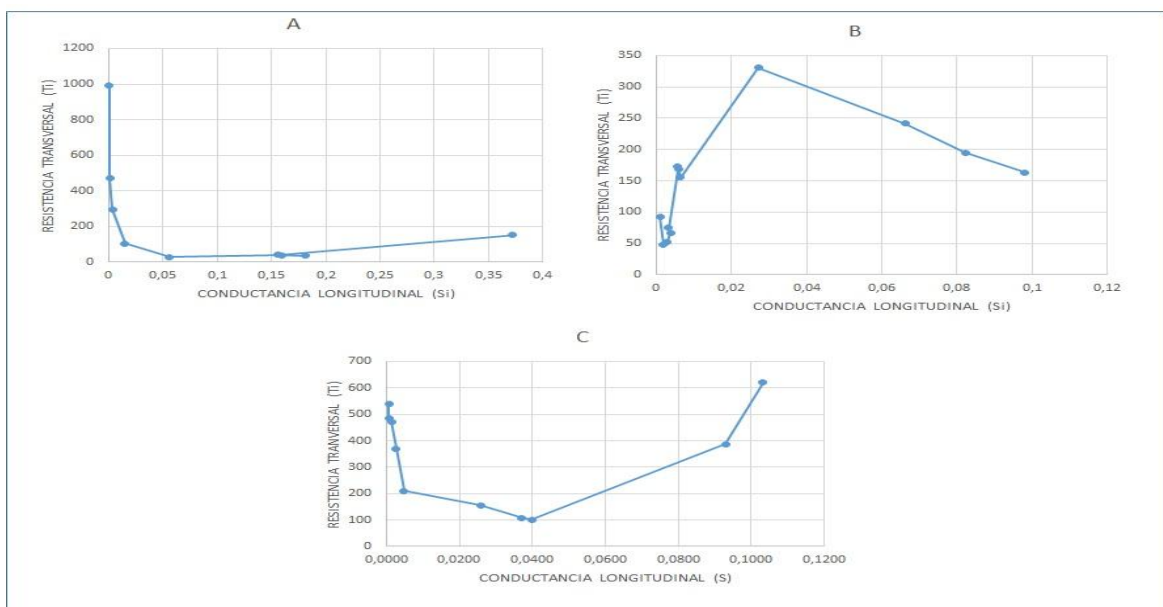 A
RESISTENCIA TRANSVERSAL (Ti)
1200
1000
800
600
400
200
0
0 0,05 0,1 0,15 0,2 0,25 0,3 0,35 0,4
CONDUCTANCIA LONGITUDINAL (Si)
B
RESISTENCIA TRANSVERSAL (Ti)
350
300
250
200
150
100
50
0
0 0,02 0,04 0,06 0,08 0,1 0,12
CONDUCTANCIA LONGITUDINAL (Si)
C
RESISTENCIA TRANVERSAL (Ti)
700
600
500
400
300
200
100
0
0,0000 0,0200 0,0400 0,0600 0,0800 0,1000 0,1200
CONDUCTANCIA LONGITUDINAL (S)